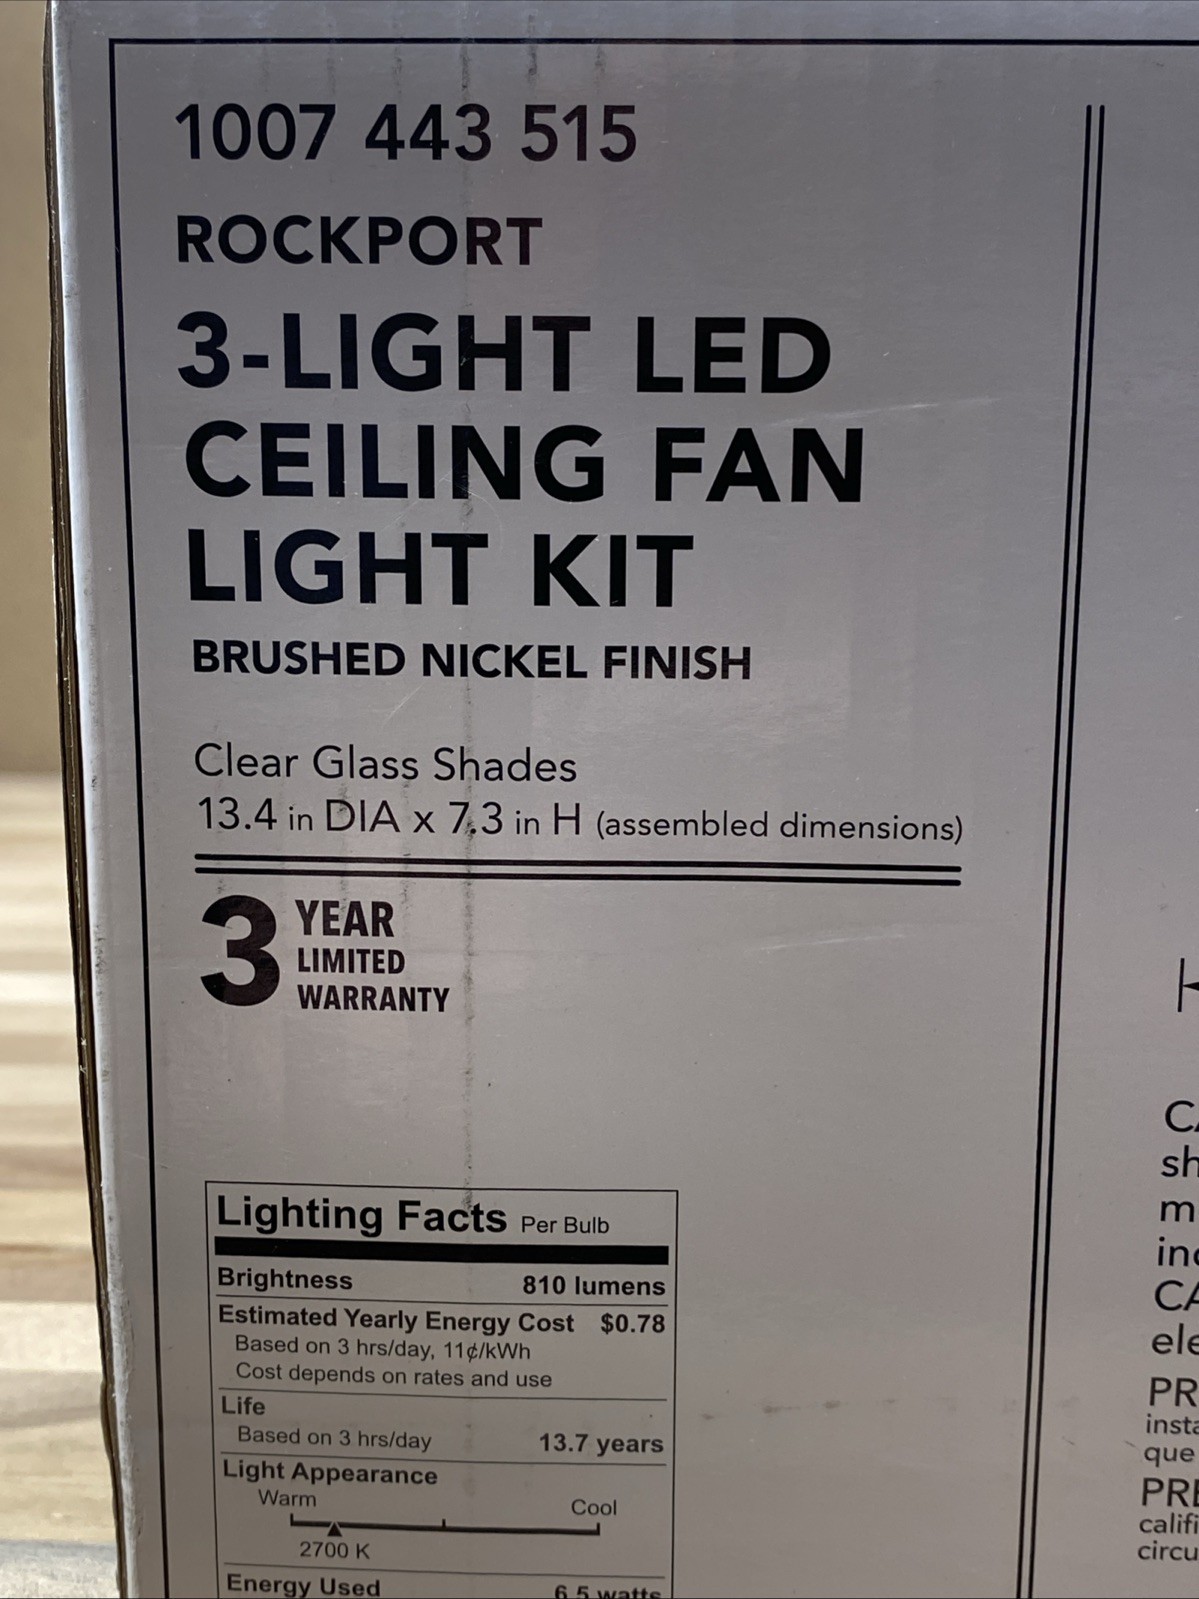 1007 443 515
ROCKPORT
3-LIGHT LED
CEILING FAN
LIGHT KIT
BRUSHED NICKEL FINISH
Clear Glass Shades
13.4 in DIA x 7.3 in H (assembled dimensions)
3 YEAR
LIMITED
WARRANTY
Lighting Facts Per Bulb
Brightness 810 lumens
Estimated Yearly Energy Cost $0.78
Based on 3 hrs/day, 11¢/kWh
Cost depends on rates and use
Life
Based on 3 hrs/day 13.7 years
Light Appearance
Warm Cool
2700 K
Energy Used 6.5 watts
que